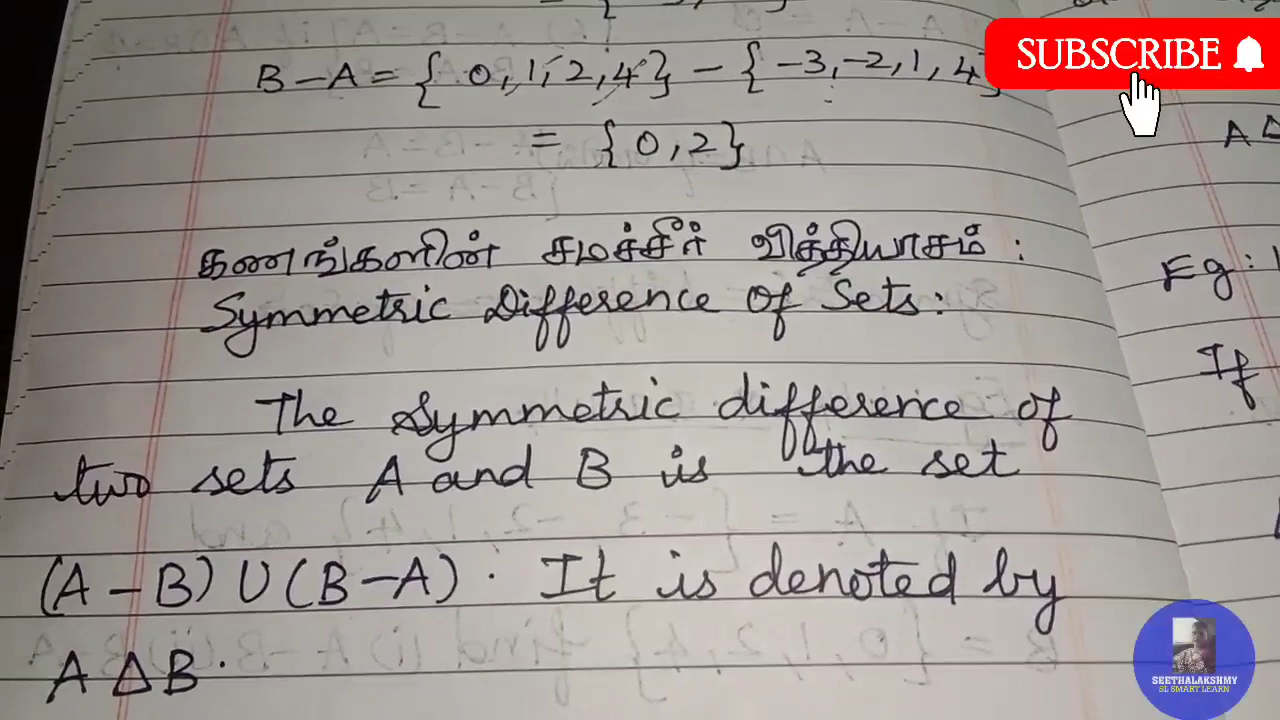 B - A = { 0, 1, 2, 4 } - { -3, -2, 1, 4 }
= { 0, 2 }
கணங்களின் சமச்சீர் வித்தியாசம் :
Symmetric Difference Of Sets :
The Symmetric difference of
two sets A and B is the set
(A - B) U (B - A) . It is denoted by
A Δ B .
A Δ
Eg : 1
If
SUBSCRIBE
SEETHALAKSHMY
SL SMART LEARN